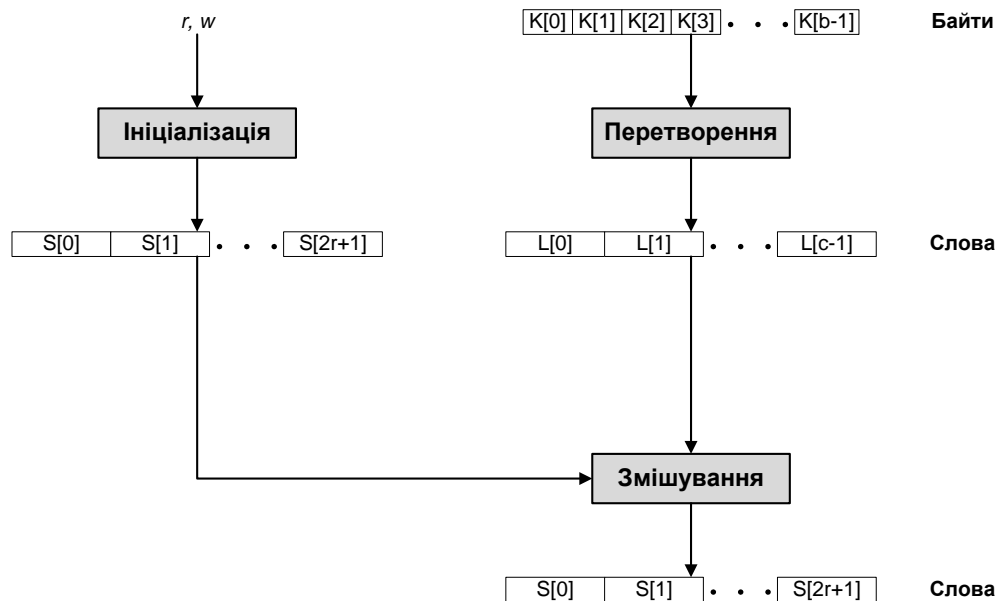 r, w
K[0] K[1] K[2] K[3] . . . K[b-1] Байти
Ініціалізація Перетворення
S[0] S[1] . . . S[2r+1] L[0] L[1] . . . L[c-1] Слова
Змішування
S[0] S[1] . . . S[2r+1] Слова